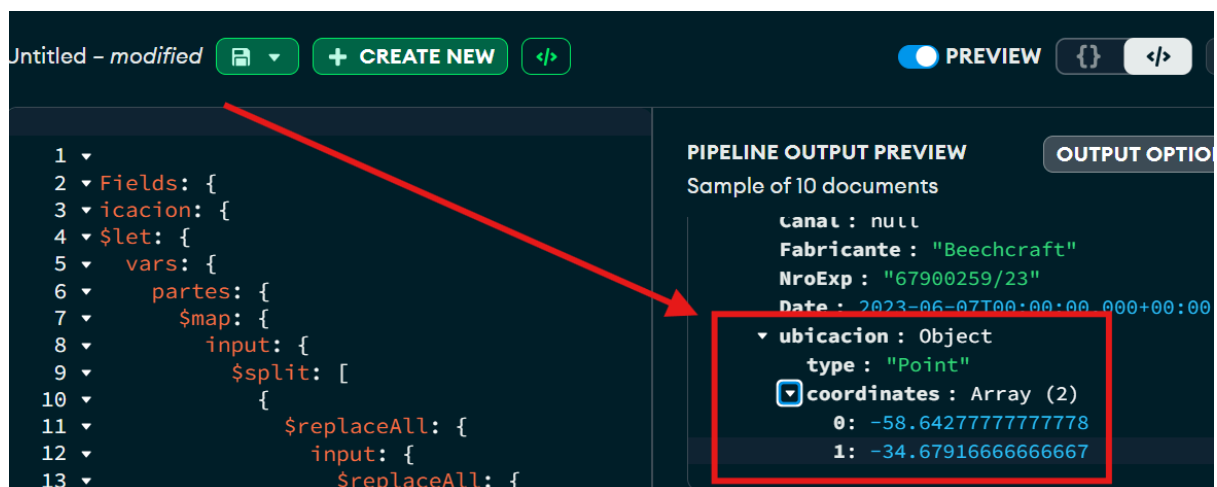 Untitled – modified
+ CREATE NEW
</>
PREVIEW
{}
</>
1
2 Fields: {
3 icacion: {
4 $let: {
5 vars: {
6 partes: {
7 $map: {
8 input: {
9 $split: [
10 {
11 $replaceAll: {
12 input: {
13 $replaceAll: {
PIPELINE OUTPUT PREVIEW
OUTPUT OPTIO
Sample of 10 documents
Canal : null
Fabricante : "Beechcraft"
NroExp : "67900259/23"
Date : 2023-06-07T00:00:00.000+00:00
ubicacion : Object
type : "Point"
coordinates : Array (2)
0: -58.64277777777778
1: -34.67916666666667